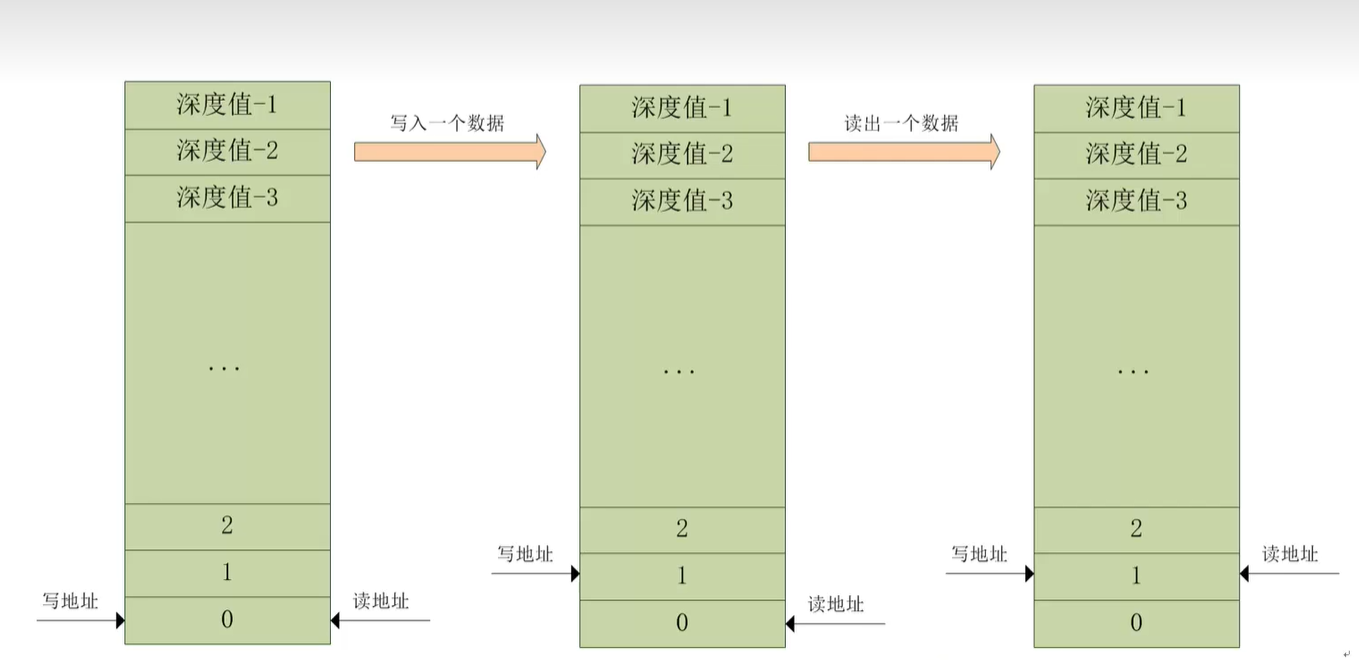 深度值-1
深度值-2
深度值-3
...
2
1
0
写地址
读地址
写入一个数据
深度值-1
深度值-2
深度值-3
...
2
1
0
写地址
读地址
读出一个数据
深度值-1
深度值-2
深度值-3
...
2
1
0
写地址
读地址